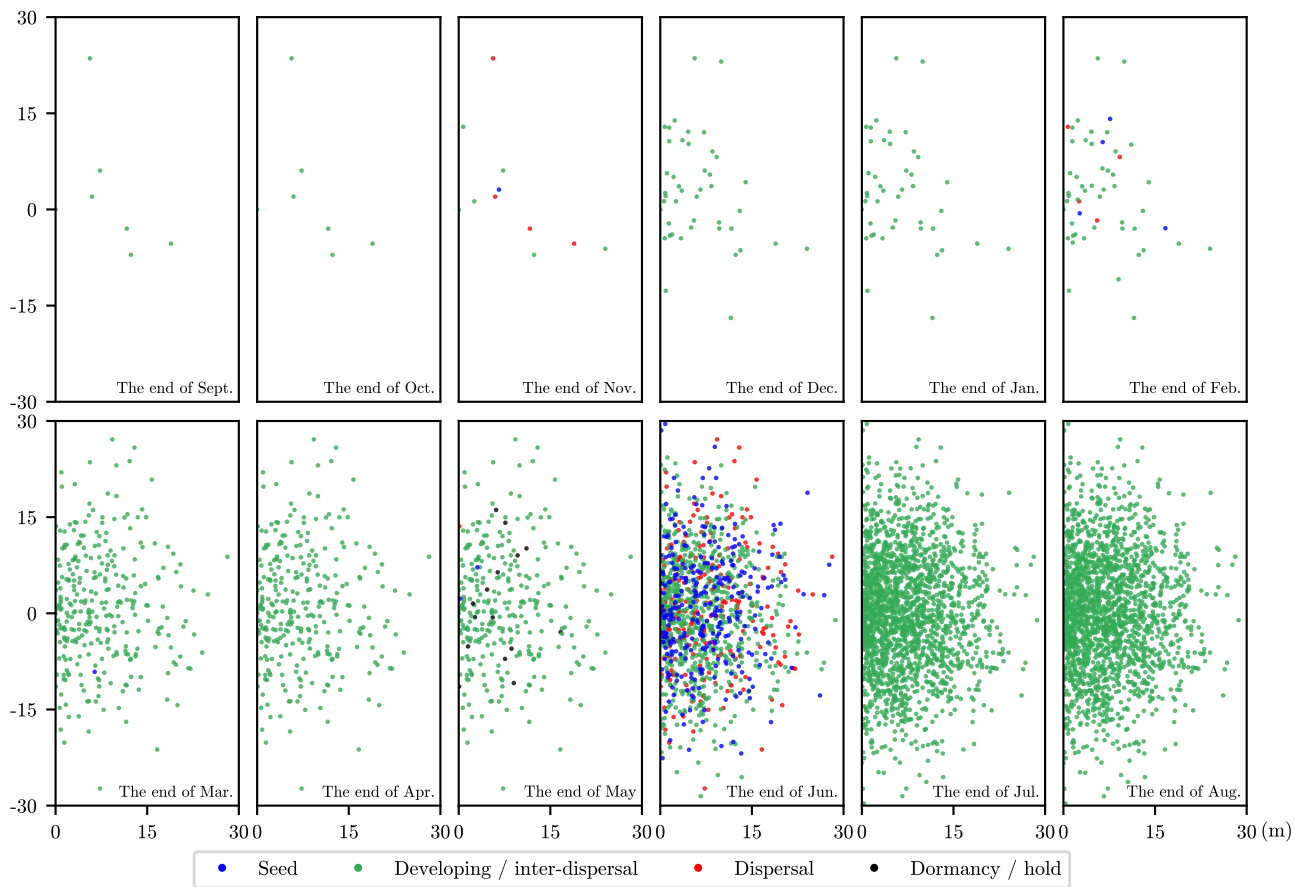 30
15
0
-15
-30
The end of Sept.
The end of Oct.
The end of Nov.
The end of Dec.
The end of Jan.
The end of Feb.
30
15
0
-15
-30
The end of Mar.
The end of Apr.
The end of May
The end of Jun.
The end of Jul.
The end of Aug.
0 15 30 0 15 30 0 15 30 0 15 30 0 15 30 0 15 30 (m)
Seed Developing / inter-dispersal Dispersal Dormancy / hold